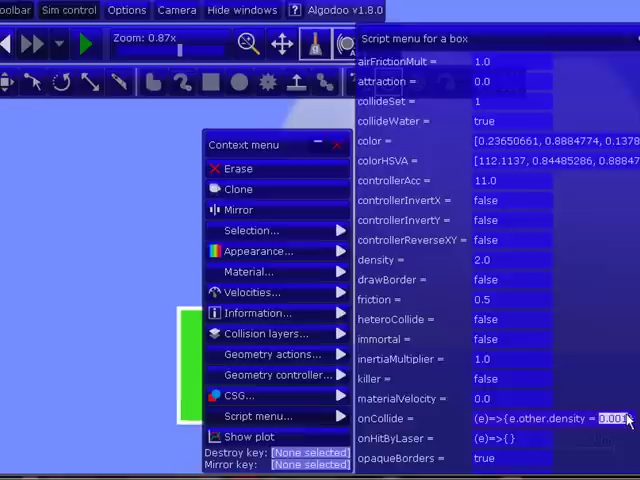 oolbar Sim control Options Camera Hide windows ? Algodoo v1.8.0
Zoom: 0.87x
Script menu for a box
airFrictionMult = 1.0
attraction = 0.0
collideSet = 1
collideWater = true
color = [0.23650661, 0.8884774, 0.1378
colorHSVA = [112.1137, 0.84485286, 0.88847
controllerAcc = 11.0
controllerInvertX = false
controllerInvertY = false
controllerReverseXY = false
density = 2.0
drawBorder = false
friction = 0.5
heteroCollide = false
immortal = false
inertiaMultiplier = 1.0
killer = false
materialVelocity = 0.0
onCollide = (e)=>{e.other.density = 0.001
onHitByLaser = (e)=>{}
opaqueBorders = true
Context menu
Erase
Clone
Mirror
Selection...
Appearance...
Material...
Velocities...
Information...
Collision layers...
Geometry actions...
Geometry controller...
CSG...
Script menu...
Show plot
Destroy key: [None selected]
Mirror key: [None selected]